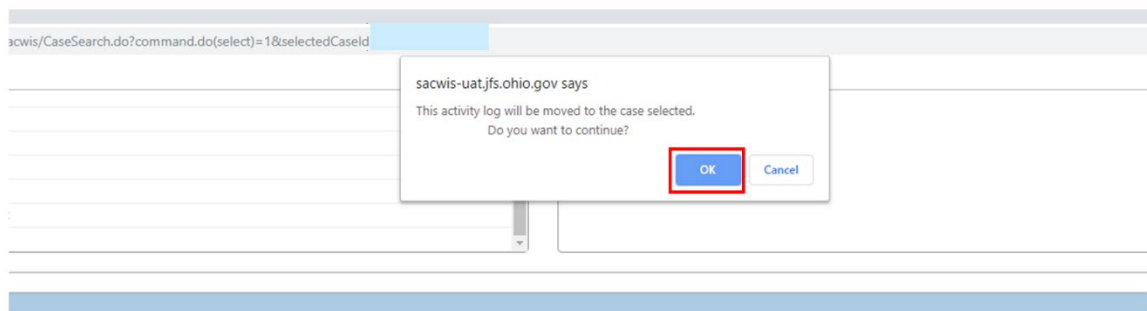 acwis/CaseSearch.do?command.do(select)=1&selectedCaseId
sacwis-uat.jfs.ohio.gov says
This activity log will be moved to the case selected.
Do you want to continue?
OK
Cancel